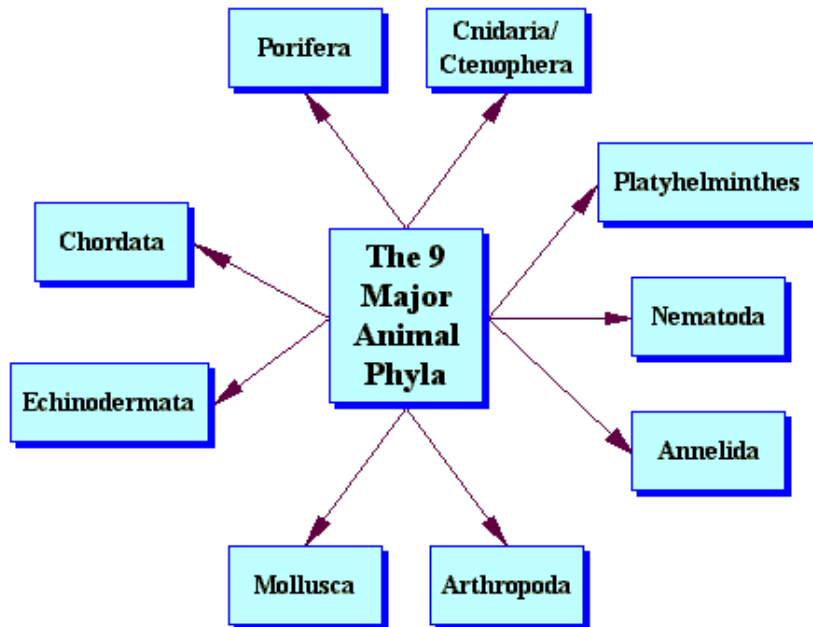 Porifera
Cnidaria/
Ctenophera
Platyhelminthes
Chordata
The 9
Major
Animal
Phyla
Nematoda
Echinodermata
Annelida
Mollusca
Arthropoda